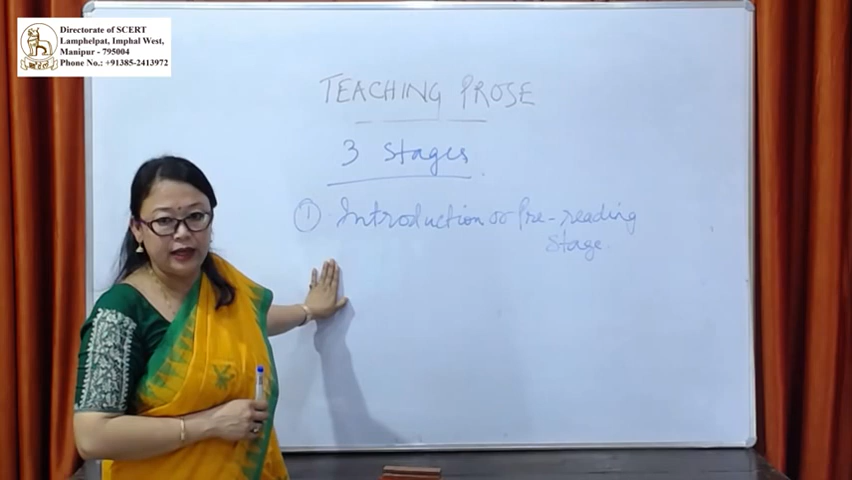 Directorate of SCERT
Lamphelpat, Imphal West,
Manipur - 795004
Phone No.: +91385-2413972
TEACHING PROSE
3 Stages
① Introduction or Pre-reading
Stage.